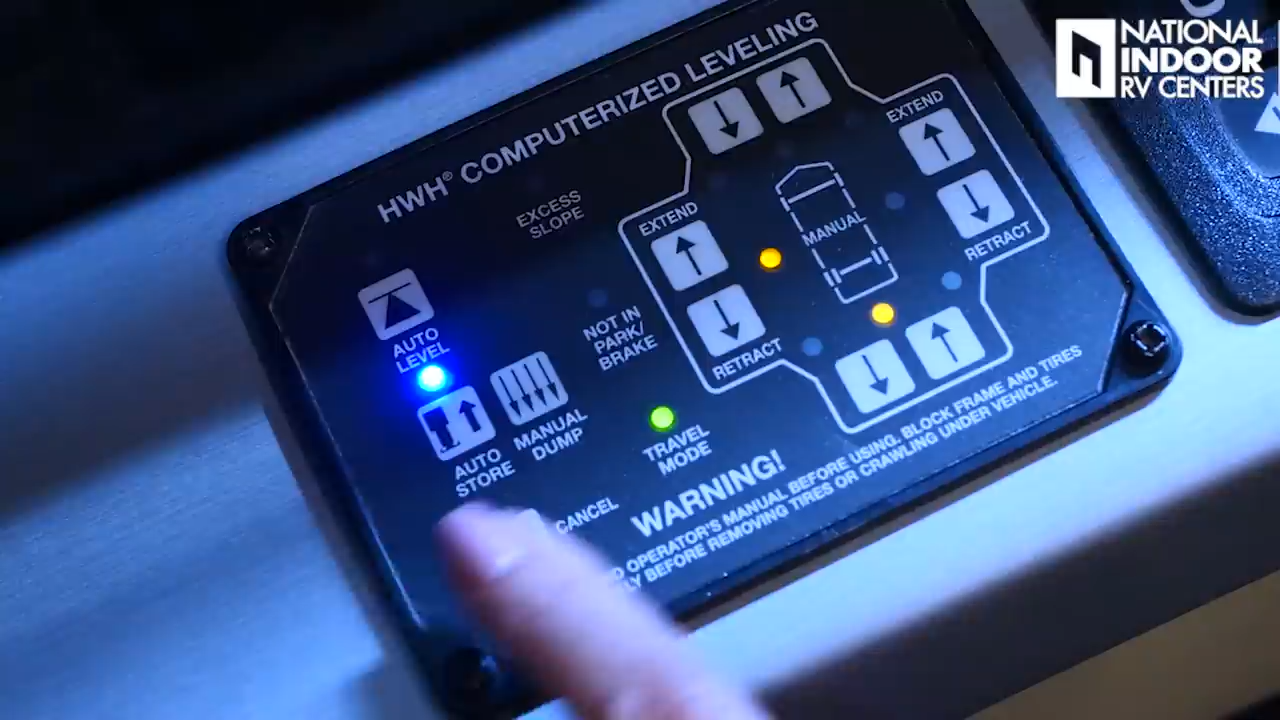 NATIONAL
INDOOR
RV CENTERS
HWH® COMPUTERIZED LEVELING
EXCESS
SLOPE
EXTEND
EXTEND
MANUAL
RETRACT
RETRACT
NOT IN
PARK/
BRAKE
AUTO
LEVEL
AUTO
STORE
MANUAL
DUMP
TRAVEL
MODE
CANCEL
WARNING!
OPERATOR'S MANUAL BEFORE USING. BLOCK FRAME AND TIRES
BEFORE REMOVING TIRES OR CRAWLING UNDER VEHICLE.